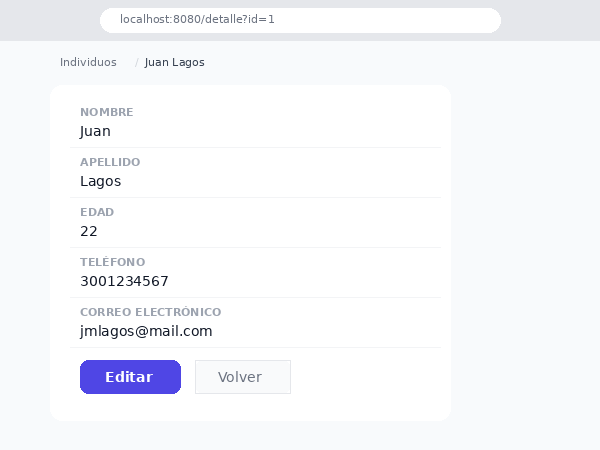 localhost:8080/detalle?id=1
Individuos / Juan Lagos
NOMBRE
Juan
APELLIDO
Lagos
EDAD
22
TELÉFONO
3001234567
CORREO ELECTRÓNICO
jmlagos@mail.com
Editar Volver